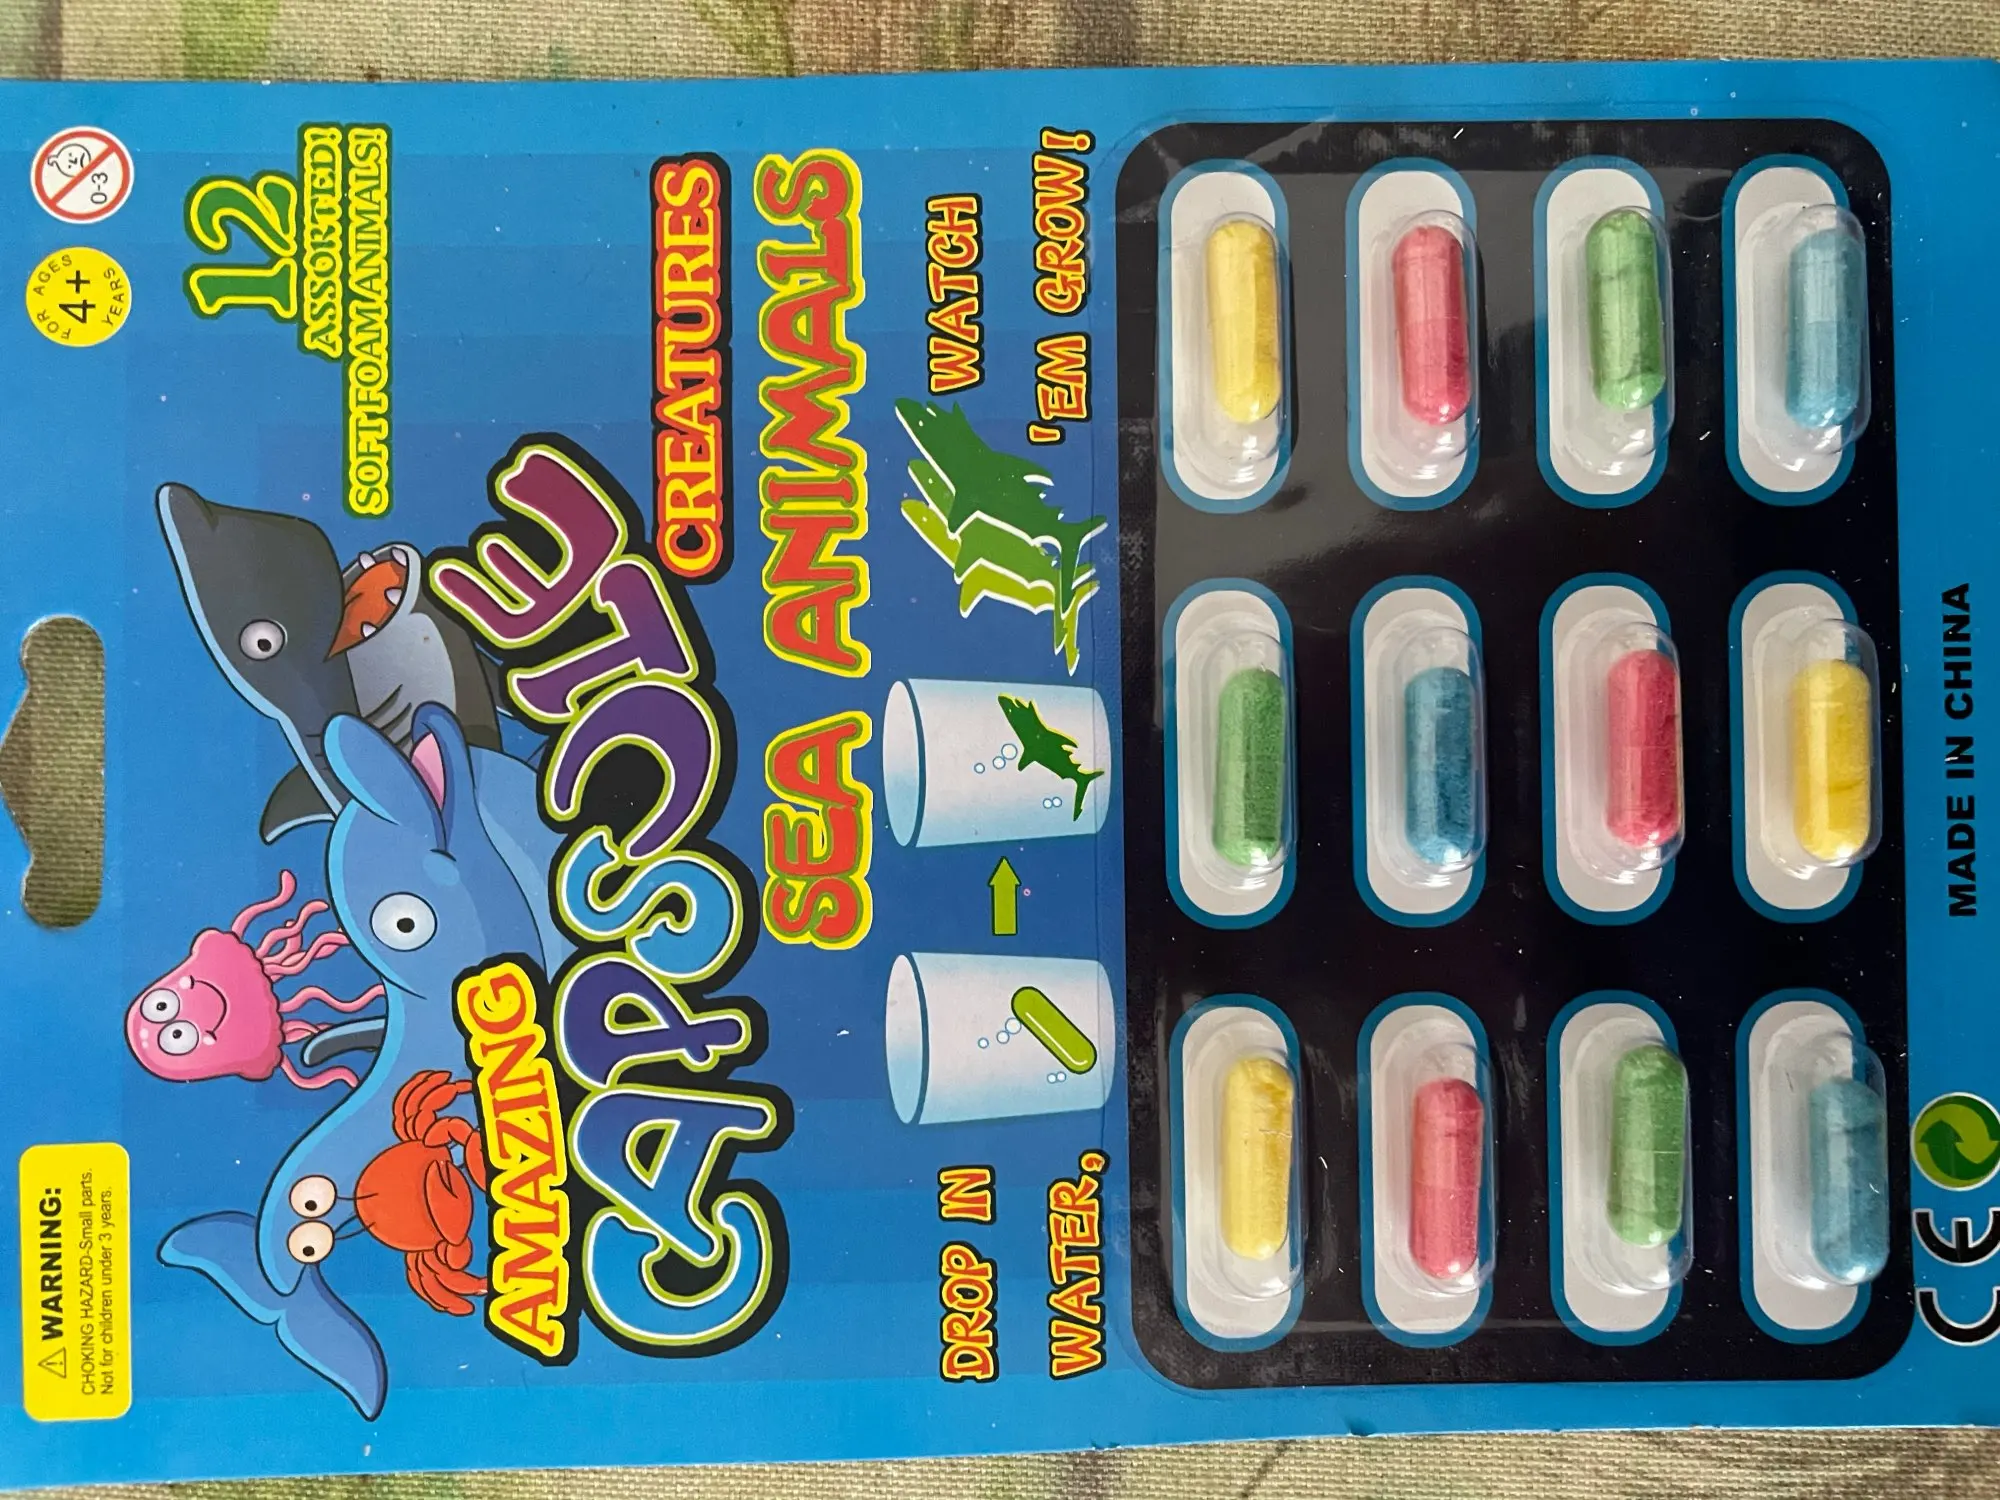 ⚠ WARNING:
CHOKING HAZARD-Small parts.
Not for children under 3 years.
FOR AGES
4+
YEARS
0-3
12
ASSORTED!
SOFT FOAM ANIMALS!
AMAZING
CAPSULE
CREATURES
SEA ANIMALS
DROP IN
WATER,
WATCH
'EM GROW!
CE
MADE IN CHINA